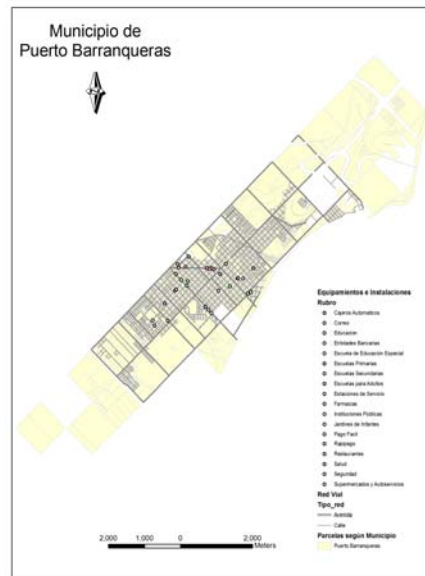 Municipio de
Puerto Barranqueras
Equipamientos e Instalaciones
Rubro
Cajeros Automaticos
Correo
Educacion
Entidades Bancarias
Escuela de Educación Especial
Escuelas Primarias
Escuelas Secundarias
Escuelas para Adultos
Estaciones de Servicio
Farmacias
Instituciones Públicas
Jardines de Infantes
Pago Facil
Rapipago
Restaurantes
Salud
Seguridad
Supermercados y Autoservicios
Red Vial
Tipo_red
Avenida
Calle
Parcelas según Municipio
Puerto Barranqueras
2.000 1.000 0 2.000
Meters